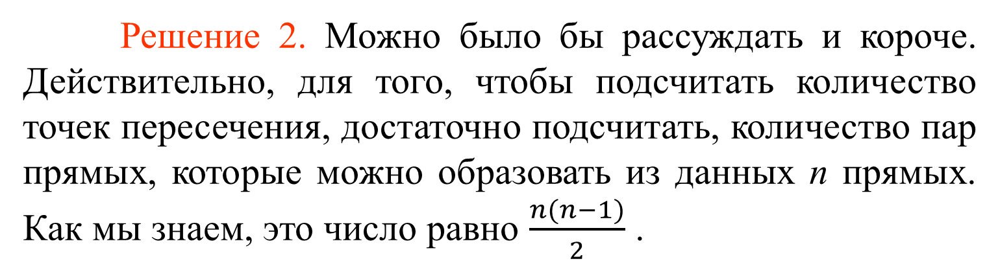 Решение 2. Можно было бы рассуждать и короче.
Действительно, для того, чтобы подсчитать количество
точек пересечения, достаточно подсчитать, количество пар
прямых, которые можно образовать из данных n прямых.
Как мы знаем, это число равно n(n−1)/2 .